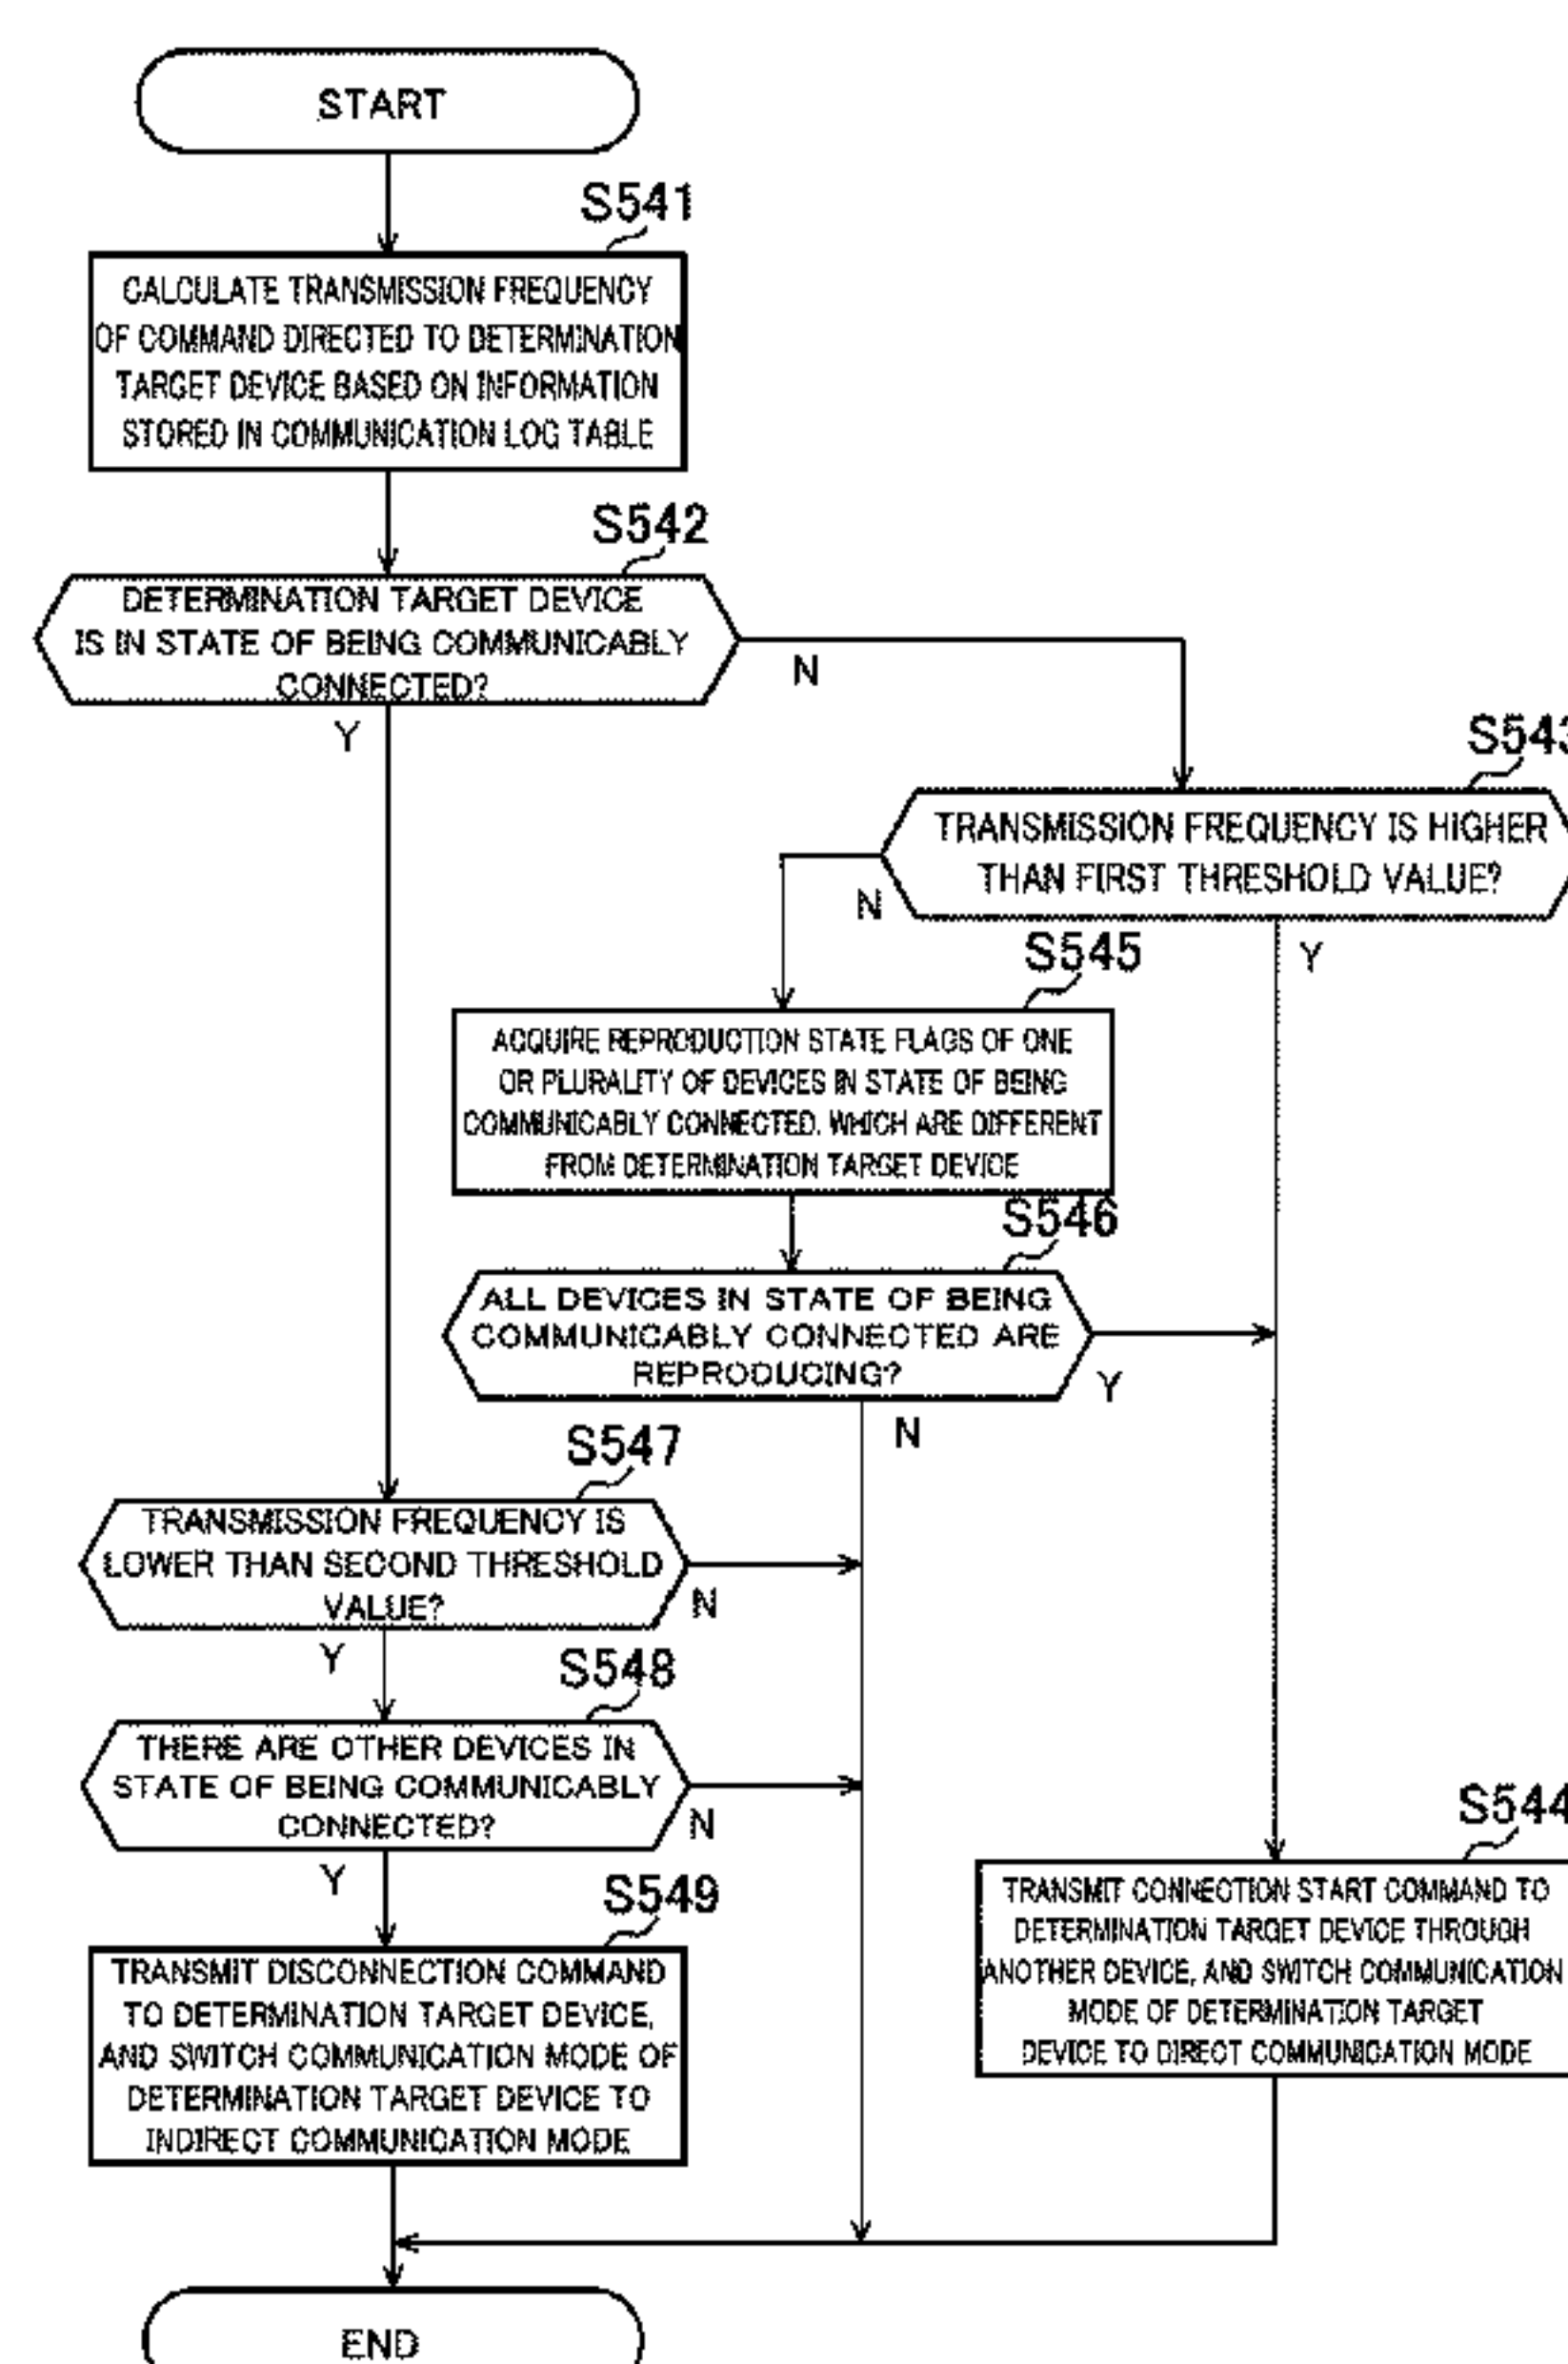 START
S541
CALCULATE TRANSMISSION FREQUENCY
OF COMMAND DIRECTED TO DETERMINATION
TARGET DEVICE BASED ON INFORMATION
STORED IN COMMUNICATION LOG TABLE
S542
DETERMINATION TARGET DEVICE
IS IN STATE OF BEING COMMUNICABLY
CONNECTED?
N
Y
S543
TRANSMISSION FREQUENCY IS HIGHER
THAN FIRST THRESHOLD VALUE?
N
Y
S545
ACQUIRE REPRODUCTION STATE FLAGS OF ONE
OR PLURALITY OF DEVICES IN STATE OF BEING
COMMUNICABLY CONNECTED, WHICH ARE DIFFERENT
FROM DETERMINATION TARGET DEVICE
S546
ALL DEVICES IN STATE OF BEING
COMMUNICABLY CONNECTED ARE
REPRODUCING?
Y
N
S547
TRANSMISSION FREQUENCY IS
LOWER THAN SECOND THRESHOLD
VALUE?
N
Y
S548
THERE ARE OTHER DEVICES IN
STATE OF BEING COMMUNICABLY
CONNECTED?
N
Y
S549
TRANSMIT DISCONNECTION COMMAND
TO DETERMINATION TARGET DEVICE,
AND SWITCH COMMUNICATION MODE OF
DETERMINATION TARGET DEVICE TO
INDIRECT COMMUNICATION MODE
S544
TRANSMIT CONNECTION START COMMAND TO
DETERMINATION TARGET DEVICE THROUGH
ANOTHER DEVICE, AND SWITCH COMMUNICATION
MODE OF DETERMINATION TARGET
DEVICE TO DIRECT COMMUNICATION MODE
END